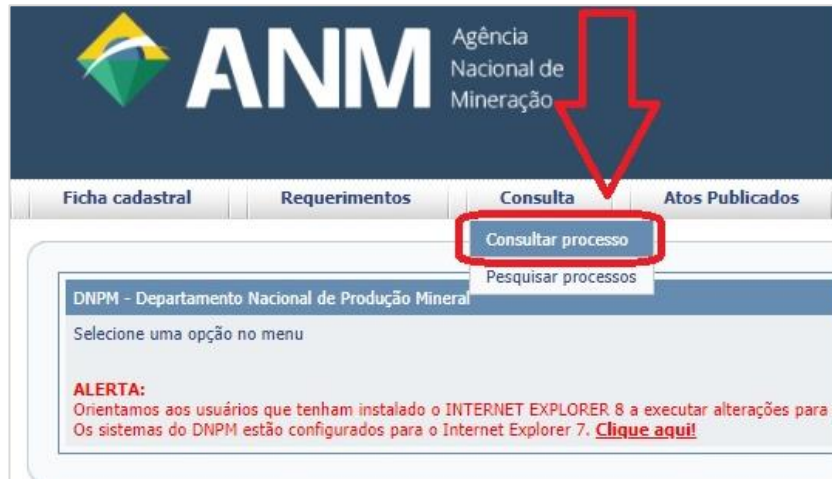 ANM
Agência
Nacional de
Mineração
Ficha cadastral Requerimentos Consulta Atos Publicados
Consultar processo
Pesquisar processos
DNPM - Departamento Nacional de Produção Mineral
Selecione uma opção no menu
ALERTA:
Orientamos aos usuários que tenham instalado o INTERNET EXPLORER 8 a executar alterações para
Os sistemas do DNPM estão configurados para o Internet Explorer 7. Clique aqui!